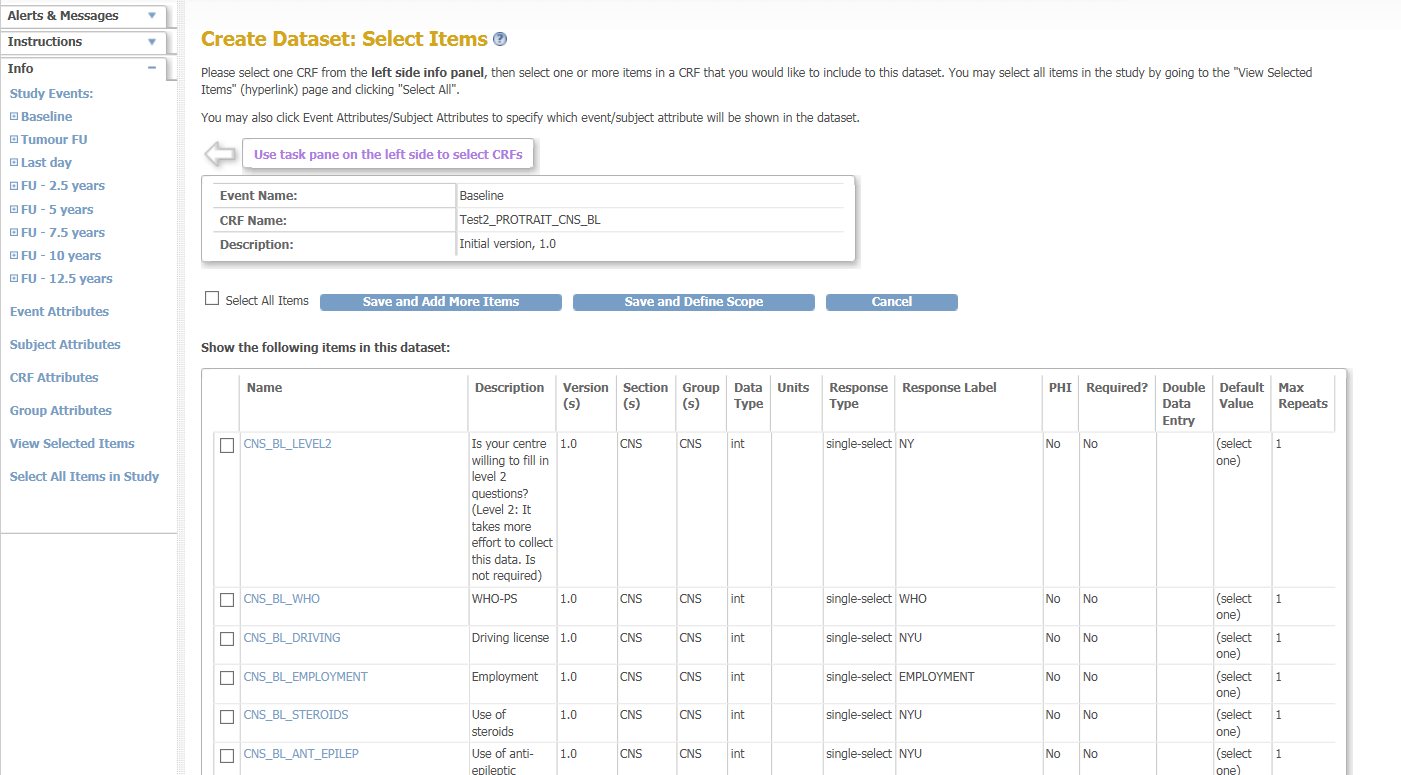 Alerts & Messages
Instructions
Info
Study Events:
Baseline
Tumour FU
Last day
FU - 2.5 years
FU - 5 years
FU - 7.5 years
FU - 10 years
FU - 12.5 years
Event Attributes
Subject Attributes
CRF Attributes
Group Attributes
View Selected Items
Select All Items in Study
Create Dataset: Select Items ?
Please select one CRF from the left side info panel, then select one or more items in a CRF that you would like to include to this dataset. You may select all items in the study by going to the "View Selected
Items" (hyperlink) page and clicking "Select All".
You may also click Event Attributes/Subject Attributes to specify which event/subject attribute will be shown in the dataset.
Use task pane on the left side to select CRFs
Event Name: Baseline
CRF Name: Test2_PROTRAIT_CNS_BL
Description: Initial version, 1.0
Select All Items Save and Add More Items Save and Define Scope Cancel
Show the following items in this dataset:
Name Description Version Section Group Data Units Response Response Label PHI Required? Double Default Max
(s) (s) (s) Type Type Data Value Repeats
Entry
CNS_BL_LEVEL2 Is your centre 1.0 CNS CNS int single-select NY No No (select 1
willing to fill in one)
level 2
questions?
(Level 2: It
takes more
effort to collect
this data. Is
not required)
CNS_BL_WHO WHO-PS 1.0 CNS CNS int single-select WHO No No (select 1
one)
CNS_BL_DRIVING Driving license 1.0 CNS CNS int single-select NYU No No (select 1
one)
CNS_BL_EMPLOYMENT Employment 1.0 CNS CNS int single-select EMPLOYMENT No No (select 1
one)
CNS_BL_STEROIDS Use of 1.0 CNS CNS int single-select NYU No No (select 1
steroids one)
CNS_BL_ANT_EPILEP Use of anti- 1.0 CNS CNS int single-select NYU No No (select 1
epileptic one)